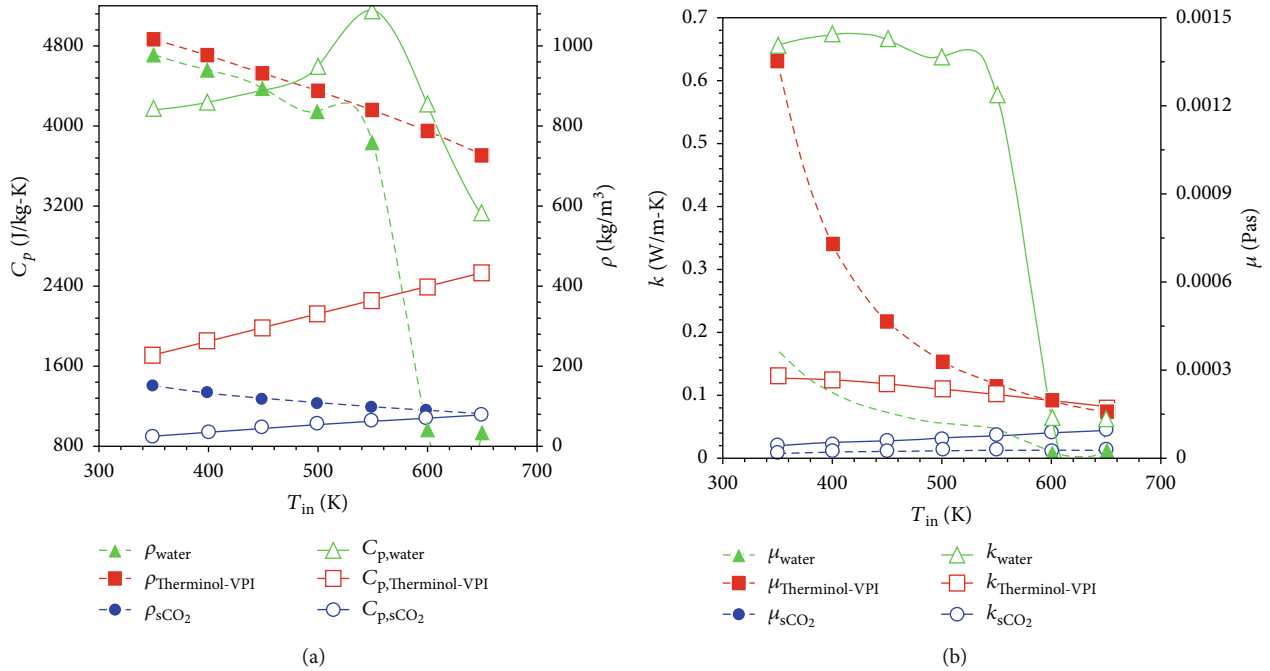 4800
4000
3200
2400
1600
800
C_p (J/kg-K)
1000
800
600
400
200
0
ρ (kg/m³)
300
400
500
600
700
T_in (K)
ρ_water
C_p,water
ρ_Therminol-VPI
C_p,Therminol-VPI
ρ_sCO₂
C_p,sCO₂
(a)
0.7
0.6
0.5
0.4
0.3
0.2
0.1
0
k (W/m-K)
0.0015
0.0012
0.0009
0.0006
0.0003
0
μ (Pas)
300
400
500
600
700
T_in (K)
μ_water
k_water
μ_Therminol-VPI
k_Therminol-VPI
μ_sCO₂
k_sCO₂
(b)